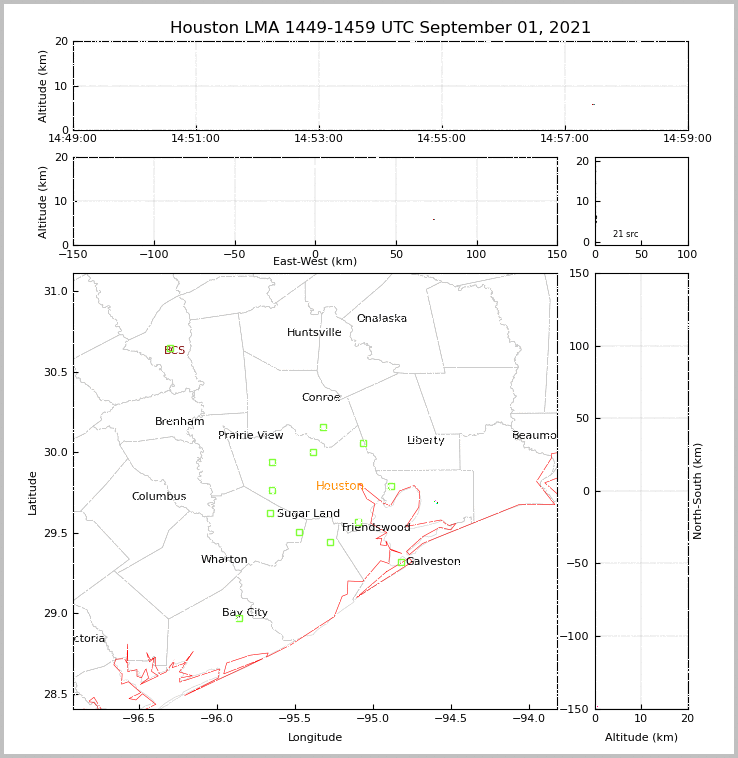 Houston LMA 1449-1459 UTC September 01, 2021
20
10
0
Altitude (km)
14:49:00 14:51:00 14:53:00 14:55:00 14:57:00 14:59:00
20
10
0
Altitude (km)
−150 −100 −50 0 50 100 150
East-West (km)
20
10
0
21 src
0 50 100
31.0
30.5
30.0
29.5
29.0
28.5
Latitude
Onalaska
Huntsville
BCS
Conroe
Brenham
Prairie View
Liberty
Beaumo
Houston
Columbus
Sugar Land
Friendswood
Wharton
Galveston
Bay City
ctoria
−96.5 −96.0 −95.5 −95.0 −94.5 −94.0
Longitude
150
100
50
0
−50
−100
−150
North-South (km)
0 10 20
Altitude (km)